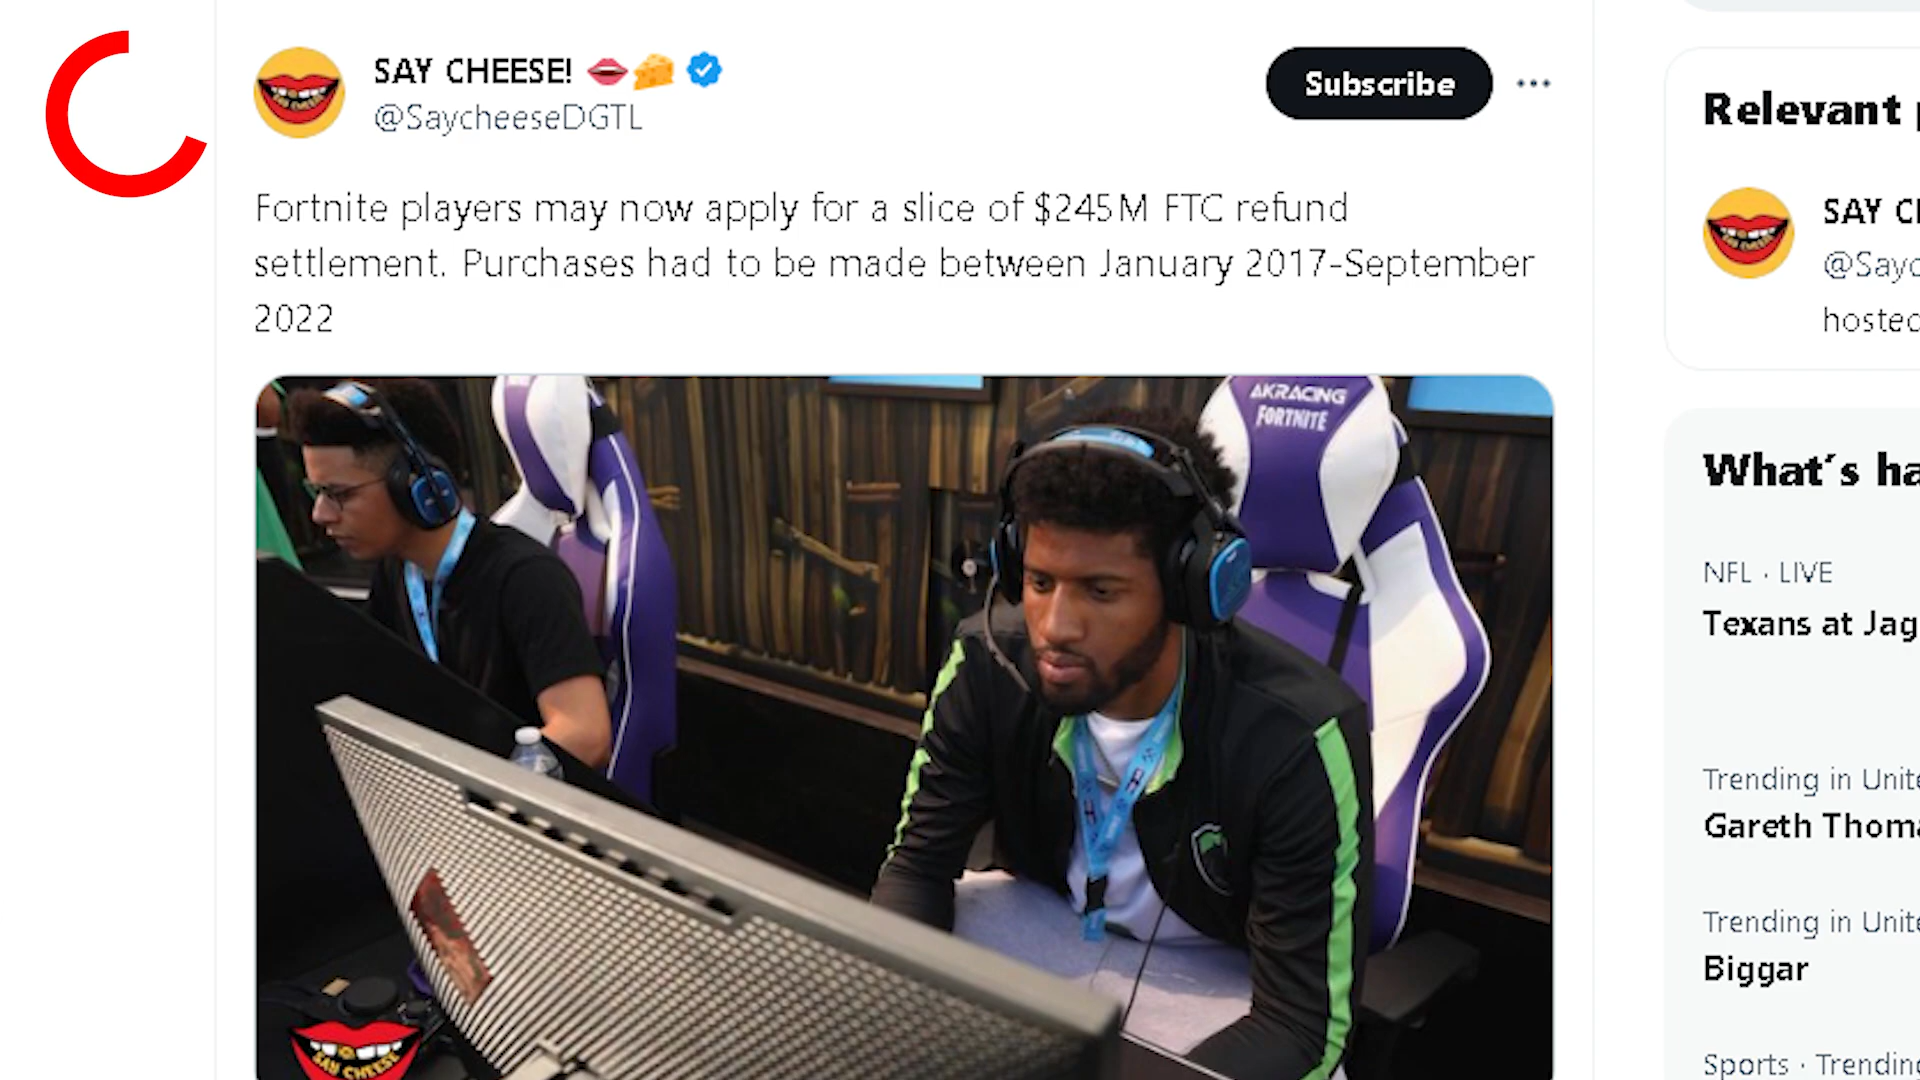 SAY CHEESE! 👄🧀
@SaycheeseDGTL
Subscribe
Fortnite players may now apply for a slice of $245M FTC refund
settlement. Purchases had to be made between January 2017-September
2022
AKRACING
FORTNITE
SAY CHEESE
Relevant
SAY
@Sayc
hosted
What's ha
NFL · LIVE
Texans at Jag
Trending in Unite
Gareth Thoma
Trending in Unite
Biggar
Sports · Trending